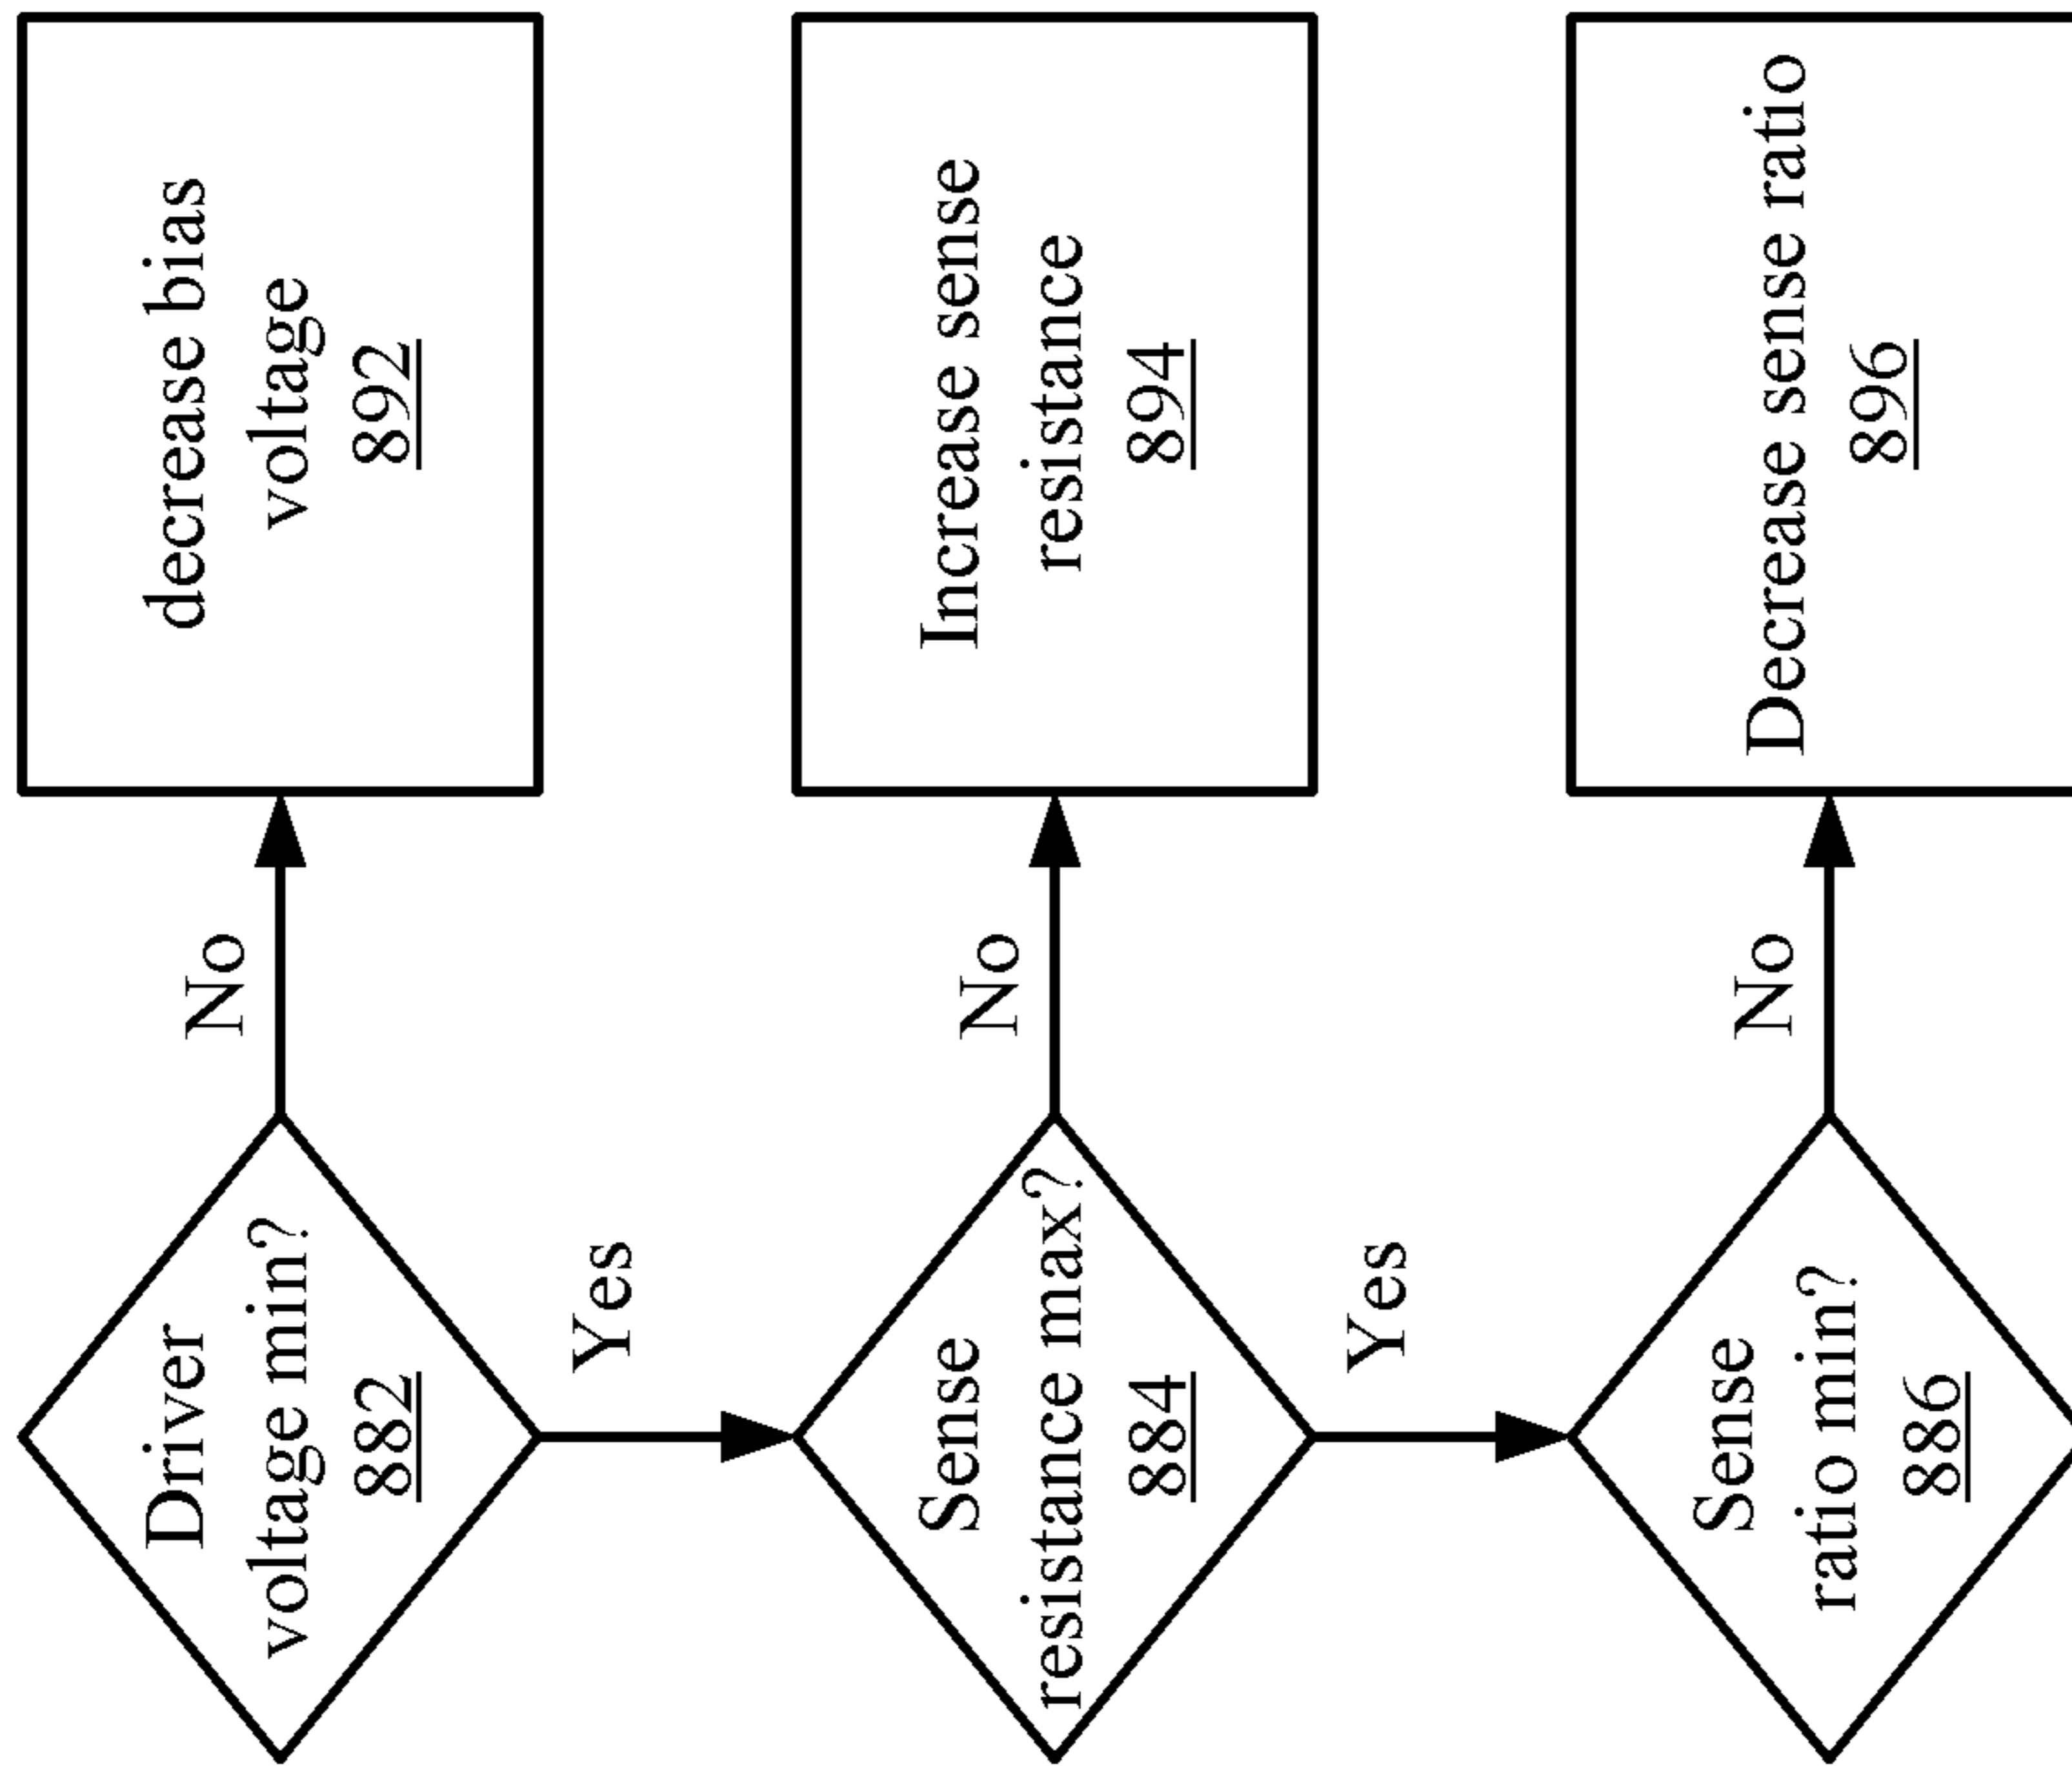 Driver
voltage min?
882
No
decrease bias
voltage
892
Yes
Sense
resistance max?
884
No
Increase sense
resistance
894
Yes
Sense
ratio min?
886
No
Decrease sense ratio
896